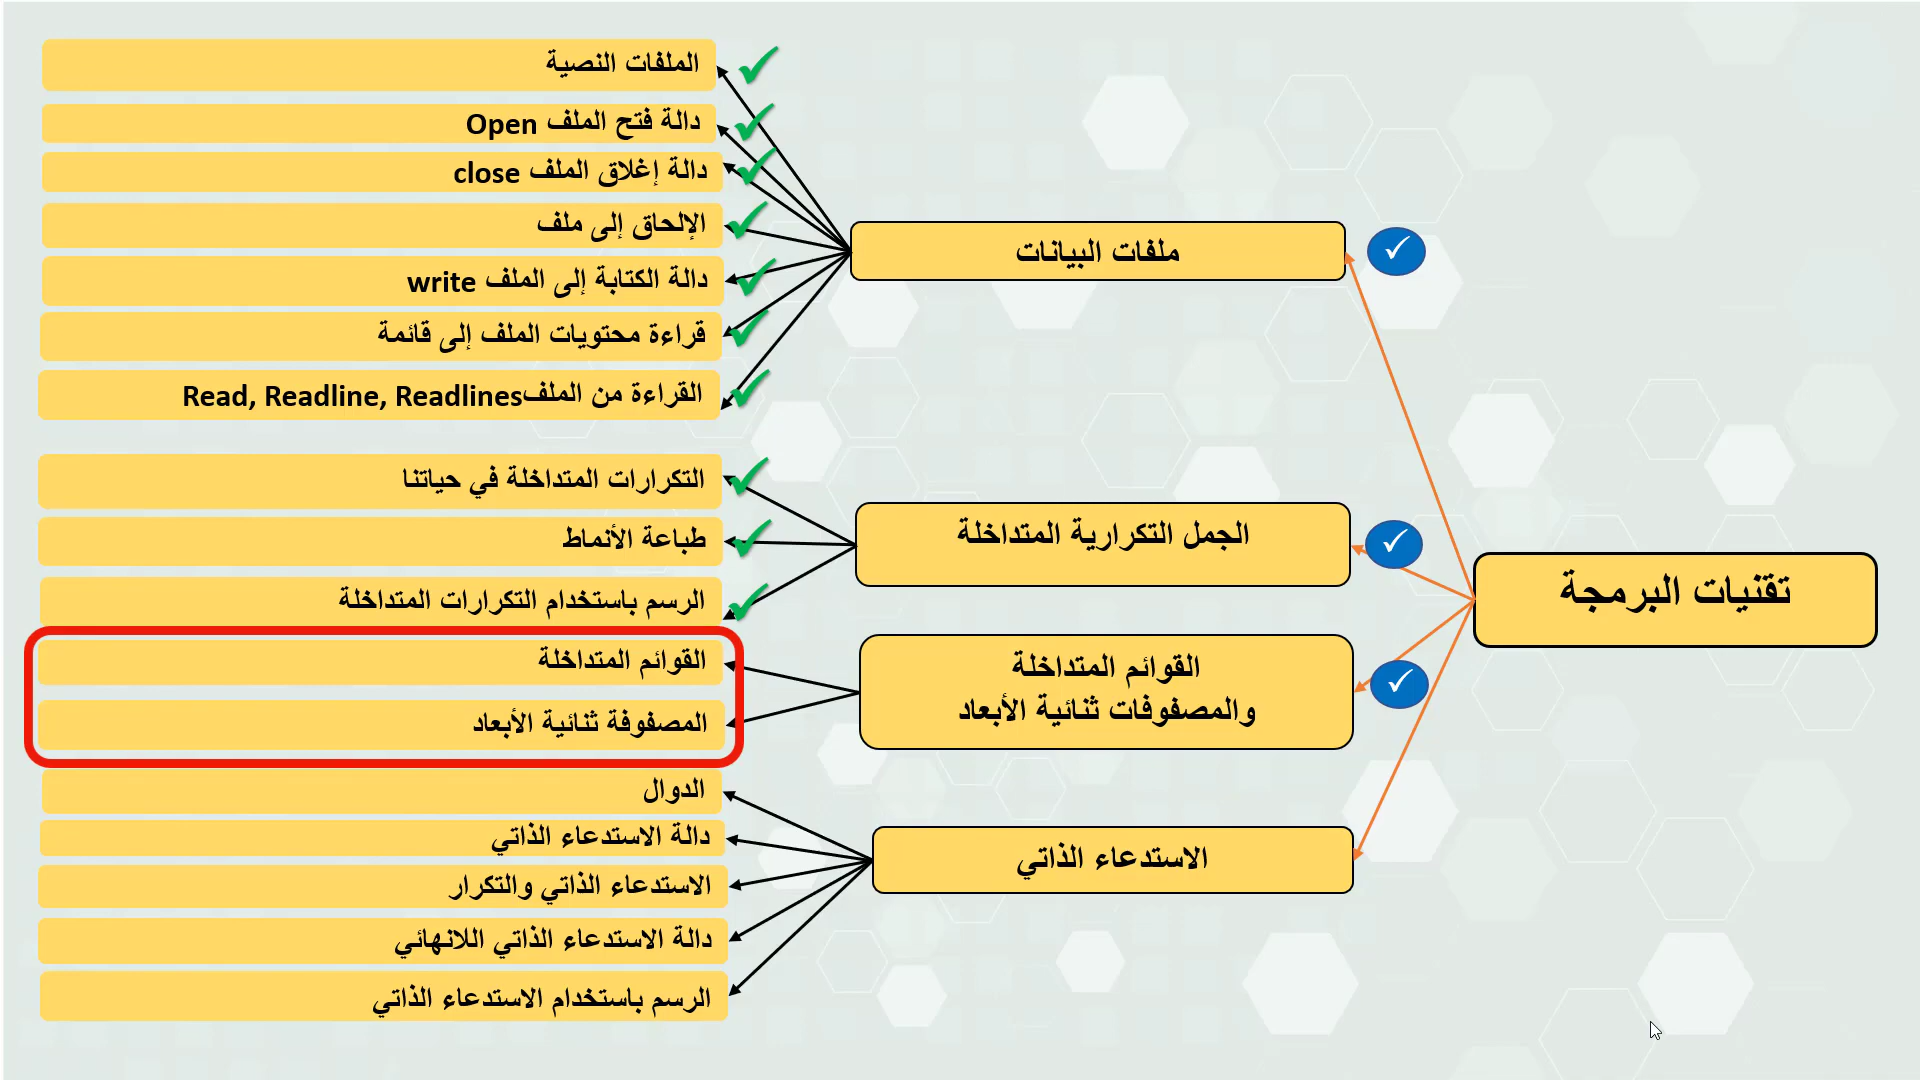 تقنيات البرمجة
ملفات البيانات
الملفات النصية
دالة فتح الملف Open
دالة إغلاق الملف close
الإلحاق إلى ملف
دالة الكتابة إلى الملف write
قراءة محتويات الملف إلى قائمة
القراءة من الملفRead, Readline, Readlines
الجمل التكرارية المتداخلة
التكرارات المتداخلة في حياتنا
طباعة الأنماط
الرسم باستخدام التكرارات المتداخلة
القوائم المتداخلة
والمصفوفات ثنائية الأبعاد
القوائم المتداخلة
المصفوفة ثنائية الأبعاد
الاستدعاء الذاتي
الدوال
دالة الاستدعاء الذاتي
الاستدعاء الذاتي والتكرار
دالة الاستدعاء الذاتي اللانهائي
الرسم باستخدام الاستدعاء الذاتي